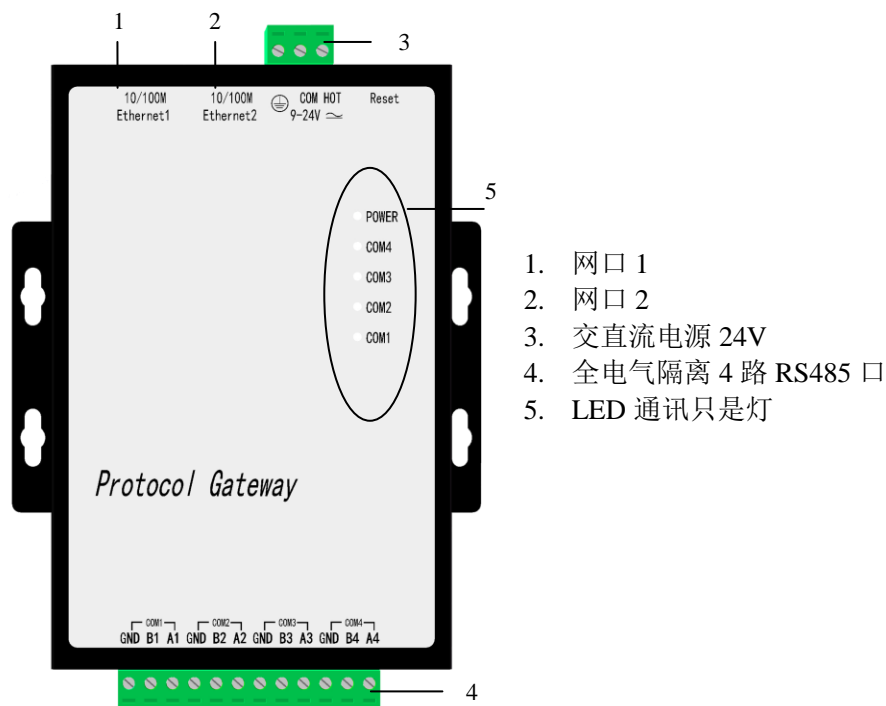 1
2
3
10/100M
Ethernet1
10/100M
Ethernet2
COM HOT
9-24V
Reset
5
POWER
COM4
COM3
COM2
COM1
1. 网口 1
2. 网口 2
3. 交直流电源 24V
4. 全电气隔离 4 路 RS485 口
5. LED 通讯只是灯
Protocol Gateway
COM1 COM2 COM3 COM4
GND B1 A1 GND B2 A2 GND B3 A3 GND B4 A4
4